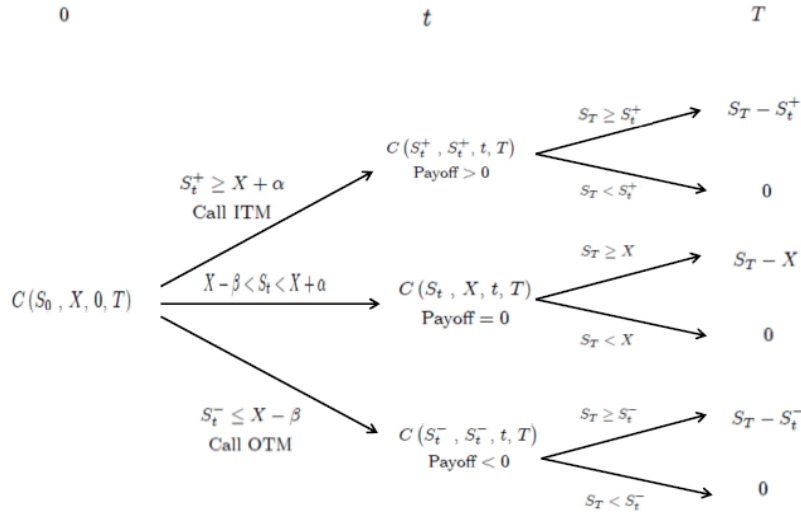 0 t T
S_T ≥ S_t^+
S_T − S_t^+
C (S_t^+ , S_t^+, t, T)
Payoff > 0
S_t^+ ≥ X + α
Call ITM
S_T < S_t^+
0
S_T ≥ X
S_T − X
X − β < S_t < X + α
C (S_t , X, t, T)
Payoff = 0
C (S_0 , X, 0, T)
S_T < X
0
S_t^- ≤ X − β
Call OTM
S_T ≥ S_t^-
S_T − S_t^-
C (S_t^- , S_t^-, t, T)
Payoff < 0
S_T < S_t^-
0